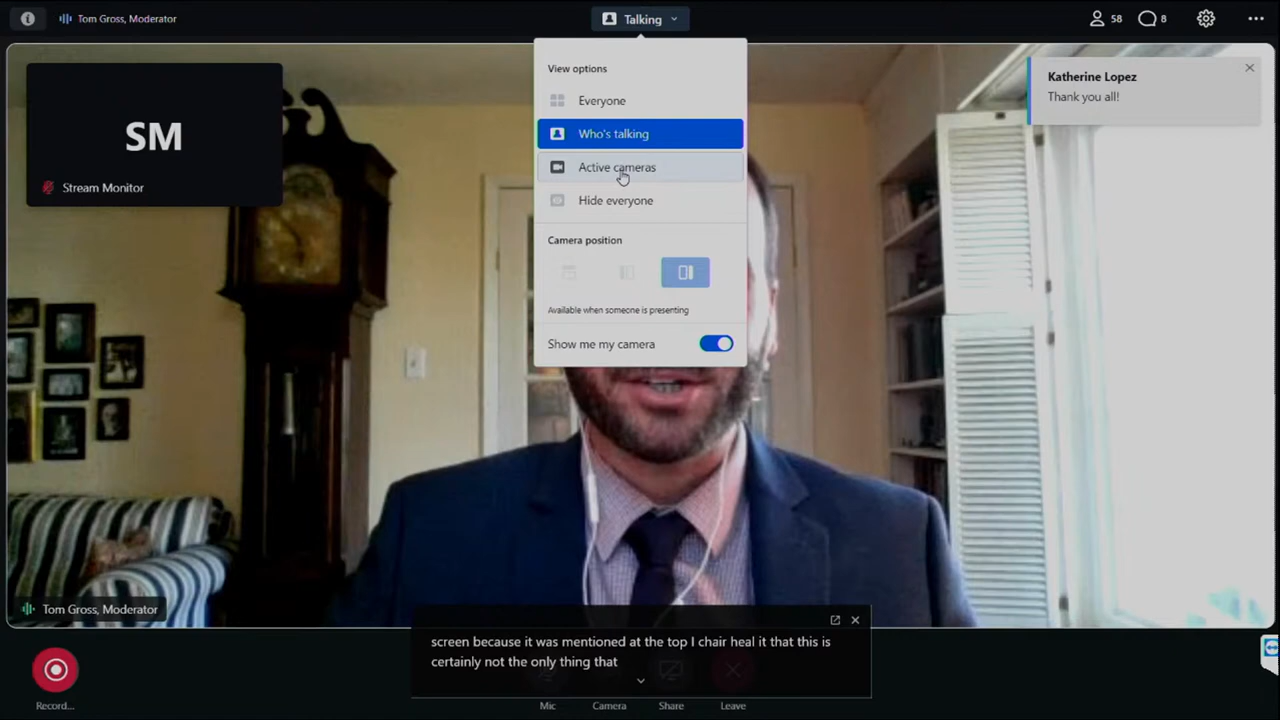 Tom Gross, Moderator
Talking
58
8
SM
Stream Monitor
View options
Everyone
Who's talking
Active cameras
Hide everyone
Camera position
Available when someone is presenting
Show me my camera
Katherine Lopez
Thank you all!
Tom Gross, Moderator
screen because it was mentioned at the top I chair heal it that this is
certainly not the only thing that
Record...
Mic
Camera
Share
Leave